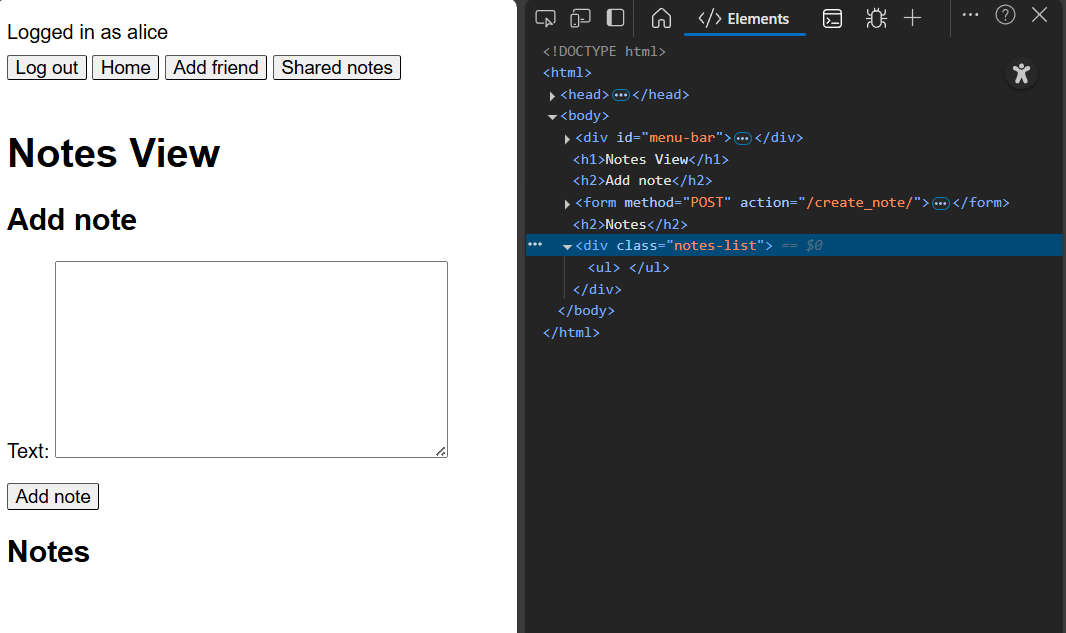 Logged in as alice
Log out Home Add friend Shared notes
Notes View
Add note
Text:
Add note
Notes
Elements
<!DOCTYPE html>
<html>
<head> ••• </head>
<body>
<div id="menu-bar"> ••• </div>
<h1>Notes View</h1>
<h2>Add note</h2>
<form method="POST" action="/create_note/"> ••• </form>
<h2>Notes</h2>
••• <div class="notes-list"> == $0
<ul> </ul>
</div>
</body>
</html>